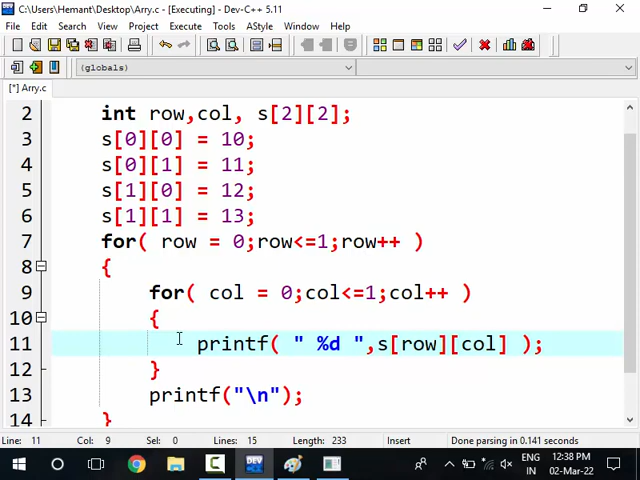 C:\Users\Hemant\Desktop\Arry.c - [Executing] - Dev-C++ 5.11
File Edit Search View Project Execute Tools AStyle Window Help
(globals)
[*] Arry.c
2 int row,col, s[2][2];
3 s[0][0] = 10;
4 s[0][1] = 11;
5 s[1][0] = 12;
6 s[1][1] = 13;
7 for( row = 0;row<=1;row++ )
8 {
9 for( col = 0;col<=1;col++ )
10 {
11 printf( " %d ",s[row][col] );
12 }
13 printf("\n");
14 }
Line: 11 Col: 9 Sel: 0 Lines: 15 Length: 233 Insert Done parsing in 0.141 seconds
DEV
ENG
IN
12:38 PM
02-Mar-22